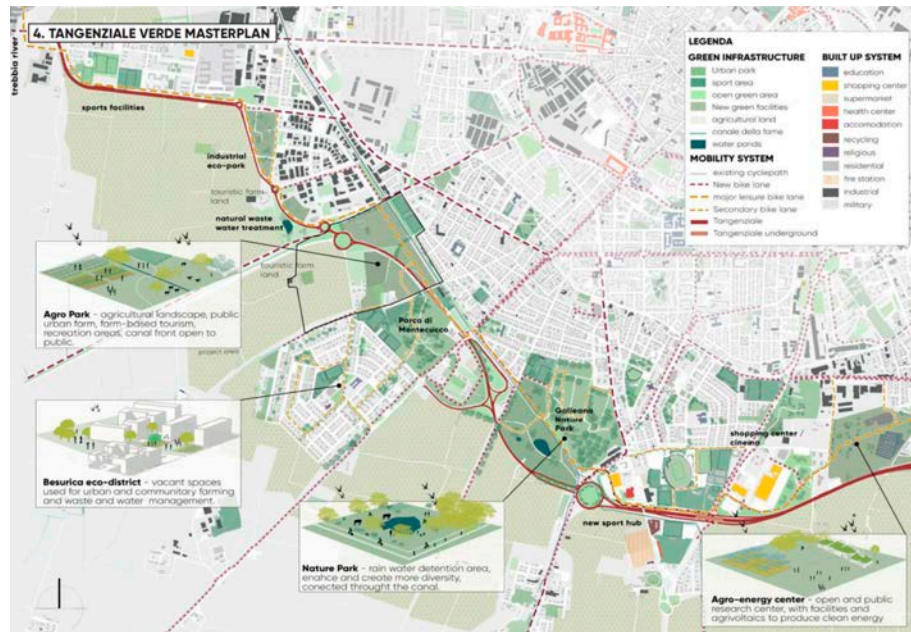 4. TANGENZIALE VERDE MASTERPLAN
trebbia river
sports facilities
industrial
eco-park
touristic farm
land
natural waste
water treatment
touristic farm
land
Agro Park - agricultural landscape, public
urban farm, farm-based tourism,
recreation areas, canal front open to
public.
project area
Parco di
Montecucco
Besurica eco-district - vacant spaces
used for urban and communitary farming
and waste and water management.
Galleana
Nature
Park
shopping center /
cinema
new sport hub
Nature Park - rain water detention area,
enahce and create more diversity,
conected throught the canal.
Agro-energy center - open and public
research center, with facilities and
agrivoltaics to produce clean energy
LEGENDA
GREEN INFRASTRUCTURE
Urban park
sport area
open green area
New green facilities
agricultural land
canale della fame
water ponds
MOBILITY SYSTEM
existing cyclepath
New bike lane
major leisure bike lane
Secondary bike lane
Tangenziale
Tangenziale underground
BUILT UP SYSTEM
education
shopping center
supermarket
health center
accomodation
recycling
religious
residential
fire station
industrial
military